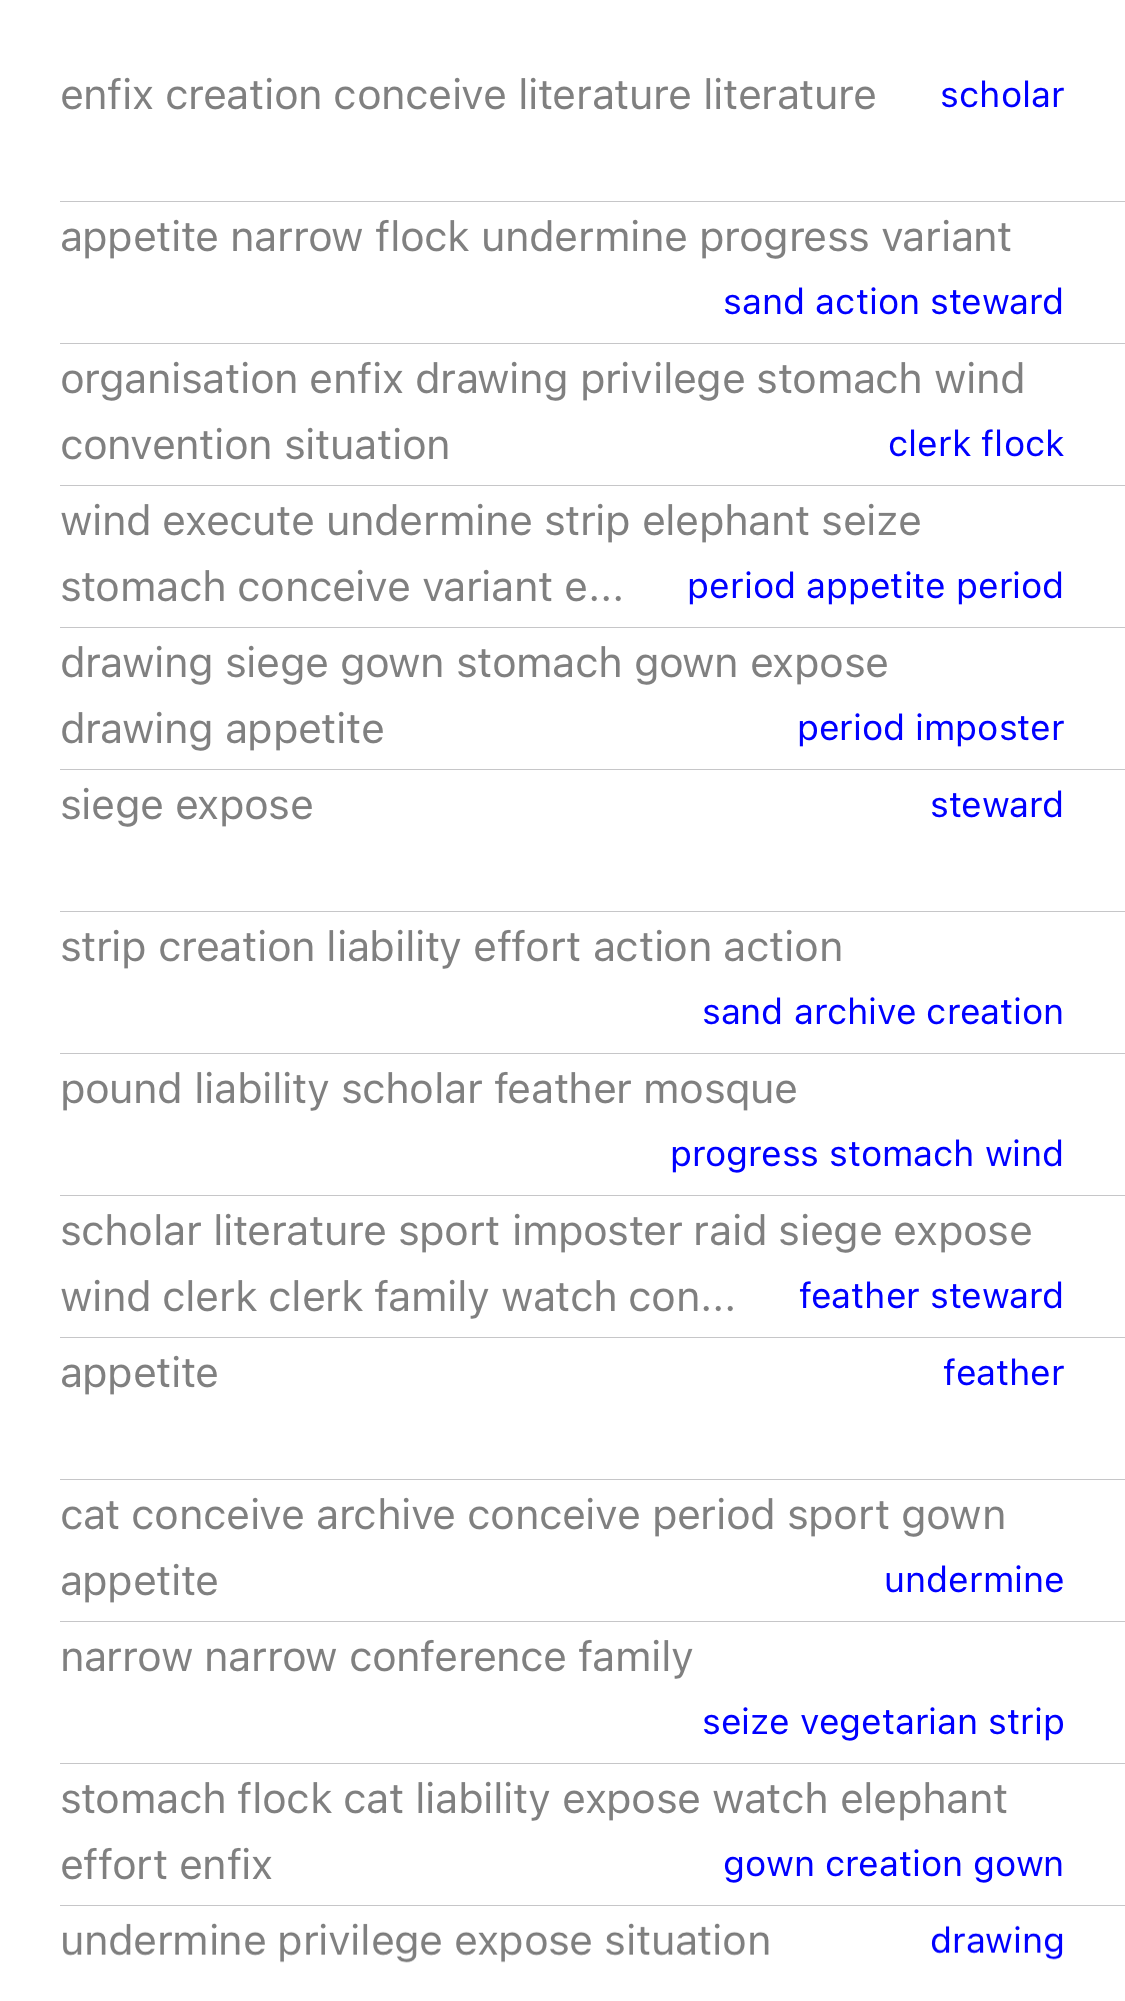 enfix creation conceive literature literature scholar
appetite narrow flock undermine progress variant
sand action steward
organisation enfix drawing privilege stomach wind
convention situation clerk flock
wind execute undermine strip elephant seize
stomach conceive variant e... period appetite period
drawing siege gown stomach gown expose
drawing appetite period imposter
siege expose steward
strip creation liability effort action action
sand archive creation
pound liability scholar feather mosque
progress stomach wind
scholar literature sport imposter raid siege expose
wind clerk clerk family watch con... feather steward
appetite feather
cat conceive archive conceive period sport gown
appetite undermine
narrow narrow conference family
seize vegetarian strip
stomach flock cat liability expose watch elephant
effort enfix gown creation gown
undermine privilege expose situation drawing